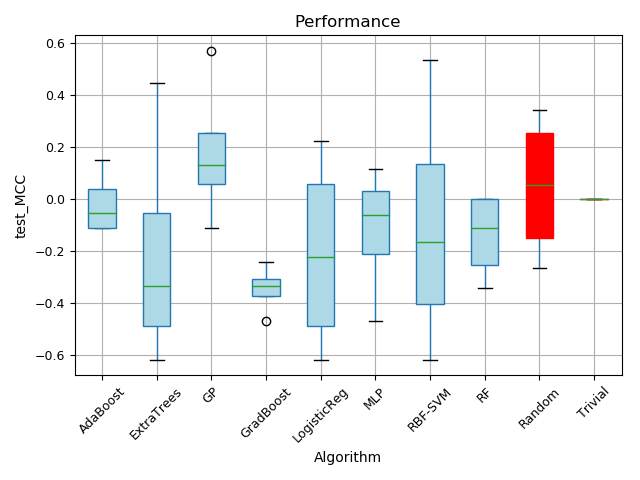 Performance
test_MCC
0.6
0.4
0.2
0.0
−0.2
−0.4
−0.6
AdaBoost
ExtraTrees
GP
GradBoost
LogisticReg
MLP
RBF-SVM
RF
Random
Trivial
Algorithm